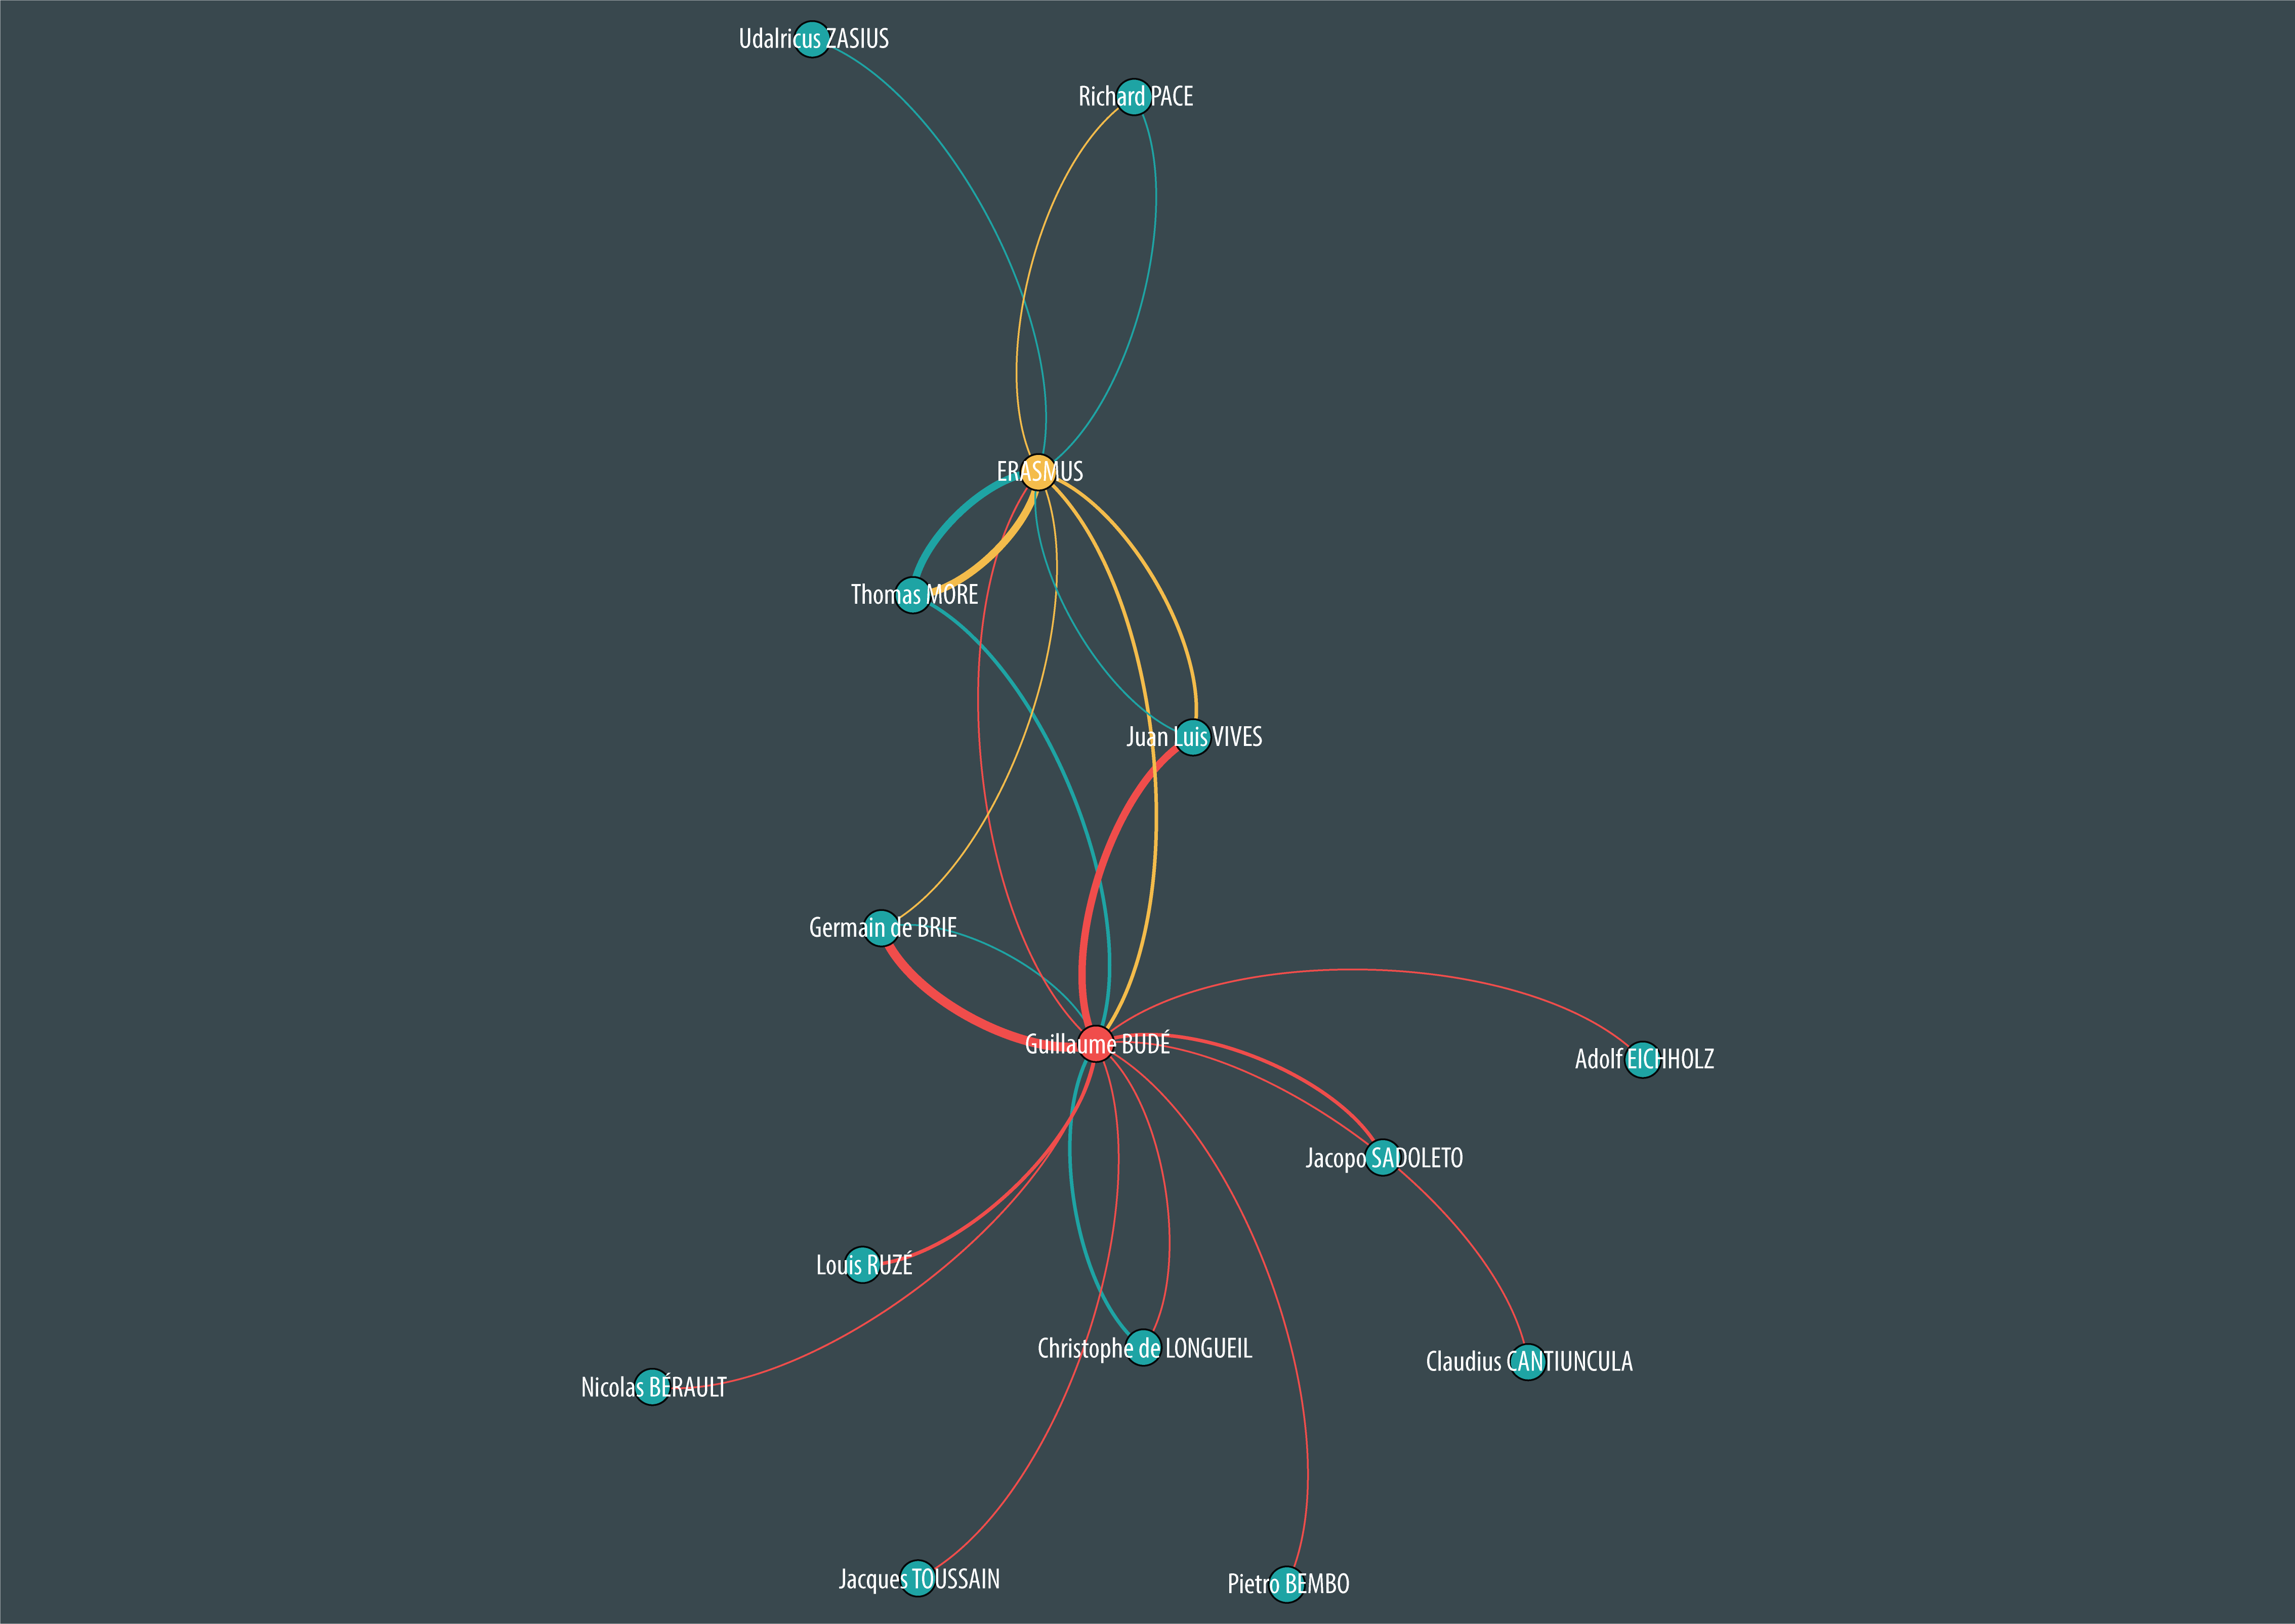 Udalricus ZASIUS
Richard PACE
ERASMUS
Thomas MORE
Juan Luis VIVES
Germain de BRIE
Guillaume BUDÉ
Adolf EICHHOLZ
Jacopo SADOLETO
Louis RUZÉ
Christophe de LONGUEIL
Claudius CANTIUNCULA
Nicolas BÉRAULT
Jacques TOUSSAIN
Pietro BEMBO